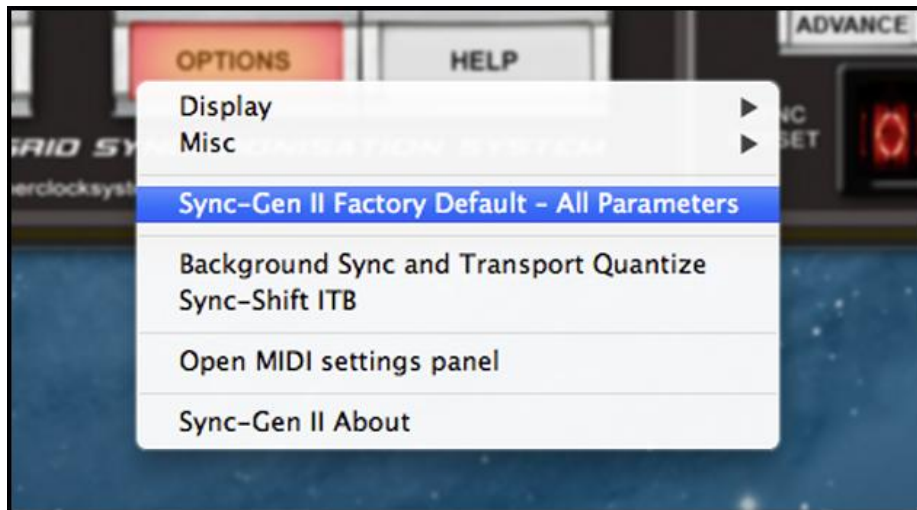 ADVANCE
OPTIONS
HELP
Display
Misc
Sync-Gen II Factory Default - All Parameters
Background Sync and Transport Quantize
Sync-Shift ITB
Open MIDI settings panel
Sync-Gen II About